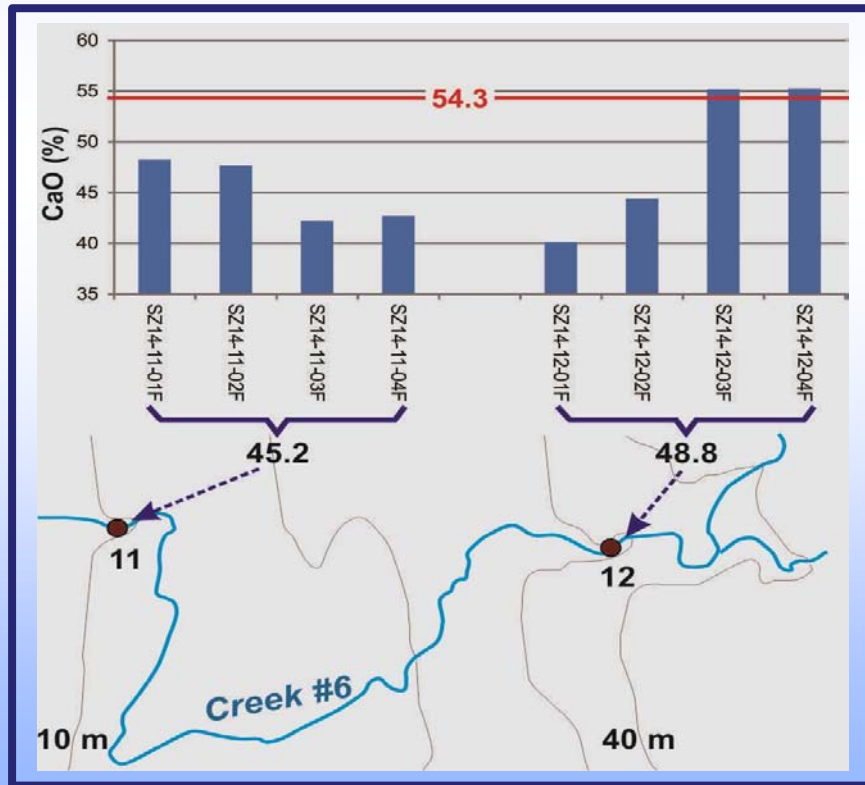 60
55
50
45
40
35
CaO (%)
54.3
SZ14-11-01F
SZ14-11-02F
SZ14-11-03F
SZ14-11-04F
SZ14-12-01F
SZ14-12-02F
SZ14-12-03F
SZ14-12-04F
45.2
48.8
11
12
Creek #6
10 m
40 m